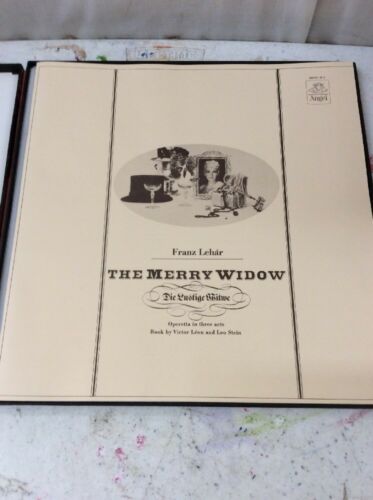 Angel
Franz Lehár
THE MERRY WIDOW
Die Lustige Witwe
Operetta in three acts
Book by Victor Léon and Leo Stein